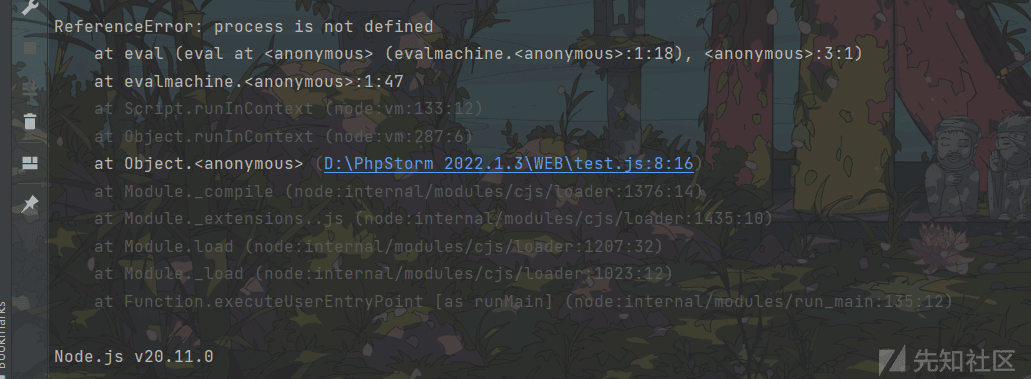 ReferenceError: process is not defined
at eval (eval at <anonymous> (evalmachine.<anonymous>:1:18), <anonymous>:3:1)
at evalmachine.<anonymous>:1:47
at Script.runInContext (node:vm:133:12)
at Object.runInContext (node:vm:287:6)
at Object.<anonymous> (D:\PhpStorm 2022.1.3\WEB\test.js:8:16)
at Module._compile (node:internal/modules/cjs/loader:1376:14)
at Module._extensions..js (node:internal/modules/cjs/loader:1435:10)
at Module.load (node:internal/modules/cjs/loader:1207:32)
at Module._load (node:internal/modules/cjs/loader:1023:12)
at Function.executeUserEntryPoint [as runMain] (node:internal/modules/run_main:135:12)
Node.js v20.11.0
Bookmarks
先知社区